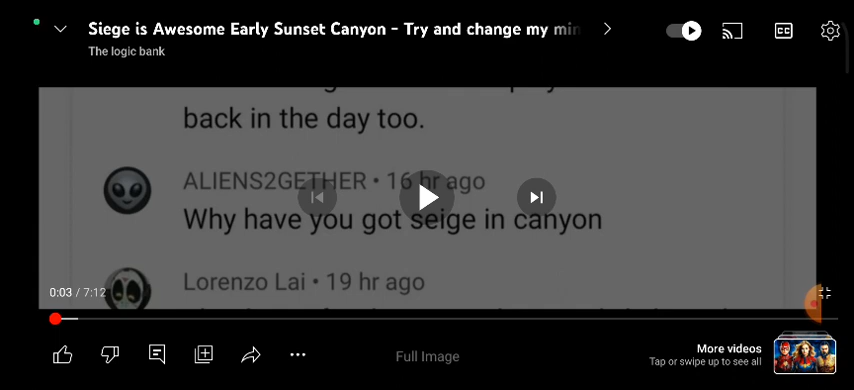 Siege is Awesome Early Sunset Canyon - Try and change my min
The logic bank
CC
back in the day too.
ALIENS2GETHER • 16 hr ago
Why have you got seige in canyon
Lorenzo Lai • 19 hr ago
0:03 / 7:12
Full Image
More videos
Tap or swipe up to see all